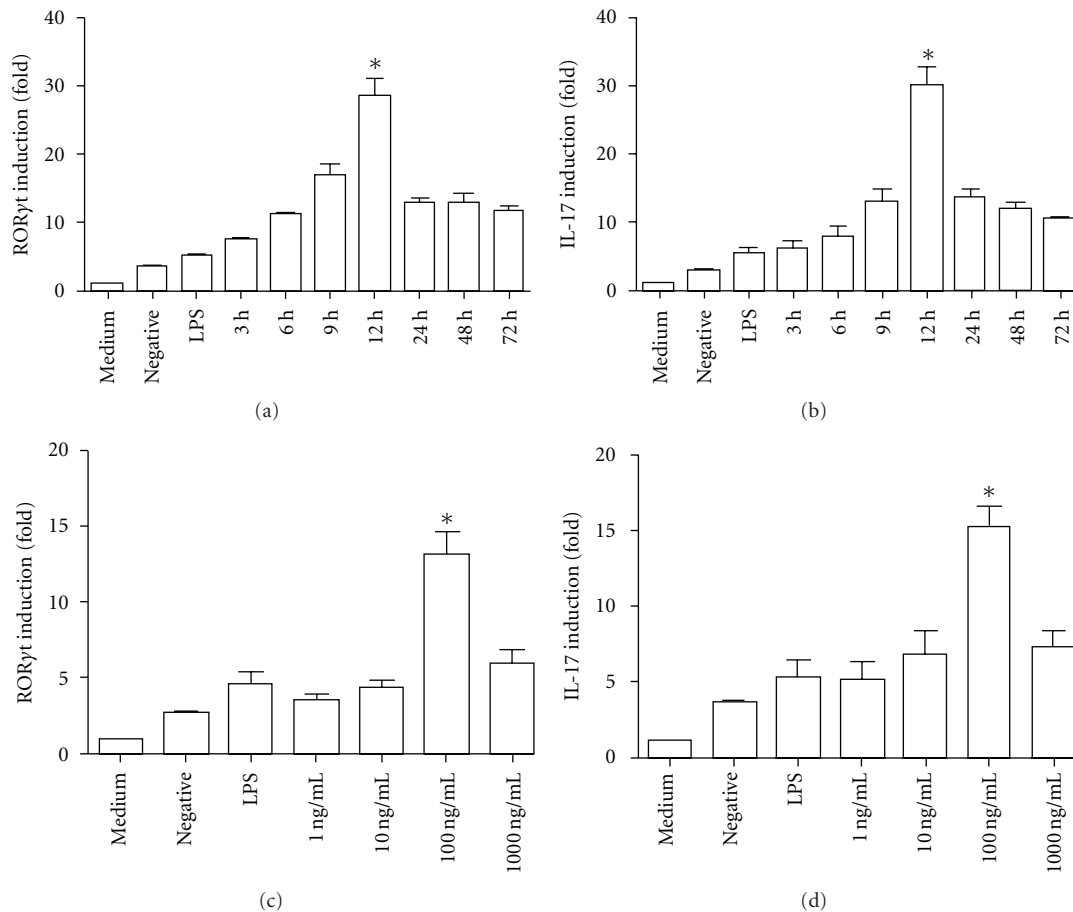 40
30
20
10
0
RORγt induction (fold)
*
Medium
Negative
LPS
3 h
6 h
9 h
12 h
24 h
48 h
72 h
(a)
40
30
20
10
0
IL-17 induction (fold)
*
Medium
Negative
LPS
3 h
6 h
9 h
12 h
24 h
48 h
72 h
(b)
20
15
10
5
0
RORγt induction (fold)
*
Medium
Negative
LPS
1 ng/mL
10 ng/mL
100 ng/mL
1000 ng/mL
(c)
20
15
10
5
0
IL-17 induction (fold)
*
Medium
Negative
LPS
1 ng/mL
10 ng/mL
100 ng/mL
1000 ng/mL
(d)